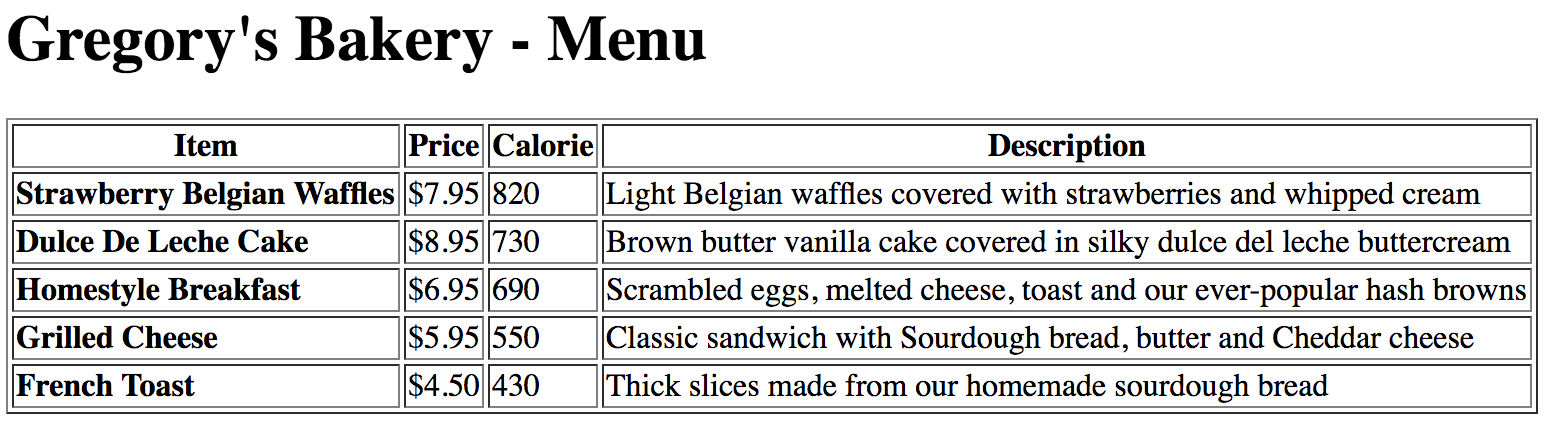 Gregory's Bakery - Menu
Item Price Calorie Description
Strawberry Belgian Waffles $7.95 820 Light Belgian waffles covered with strawberries and whipped cream
Dulce De Leche Cake $8.95 730 Brown butter vanilla cake covered in silky dulce del leche buttercream
Homestyle Breakfast $6.95 690 Scrambled eggs, melted cheese, toast and our ever-popular hash browns
Grilled Cheese $5.95 550 Classic sandwich with Sourdough bread, butter and Cheddar cheese
French Toast $4.50 430 Thick slices made from our homemade sourdough bread